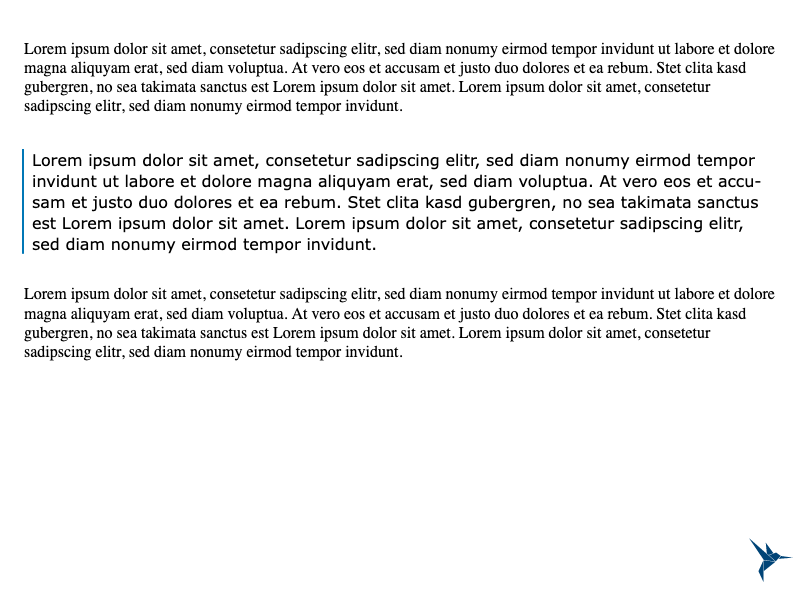 Lorem ipsum dolor sit amet, consetetur sadipscing elitr, sed diam nonumy eirmod tempor invidunt ut labore et dolore
magna aliquyam erat, sed diam voluptua. At vero eos et accusam et justo duo dolores et ea rebum. Stet clita kasd
gubergren, no sea takimata sanctus est Lorem ipsum dolor sit amet. Lorem ipsum dolor sit amet, consetetur
sadipscing elitr, sed diam nonumy eirmod tempor invidunt.
Lorem ipsum dolor sit amet, consetetur sadipscing elitr, sed diam nonumy eirmod tempor
invidunt ut labore et dolore magna aliquyam erat, sed diam voluptua. At vero eos et accu-
sam et justo duo dolores et ea rebum. Stet clita kasd gubergren, no sea takimata sanctus
est Lorem ipsum dolor sit amet. Lorem ipsum dolor sit amet, consetetur sadipscing elitr,
sed diam nonumy eirmod tempor invidunt.
Lorem ipsum dolor sit amet, consetetur sadipscing elitr, sed diam nonumy eirmod tempor invidunt ut labore et dolore
magna aliquyam erat, sed diam voluptua. At vero eos et accusam et justo duo dolores et ea rebum. Stet clita kasd
gubergren, no sea takimata sanctus est Lorem ipsum dolor sit amet. Lorem ipsum dolor sit amet, consetetur
sadipscing elitr, sed diam nonumy eirmod tempor invidunt.